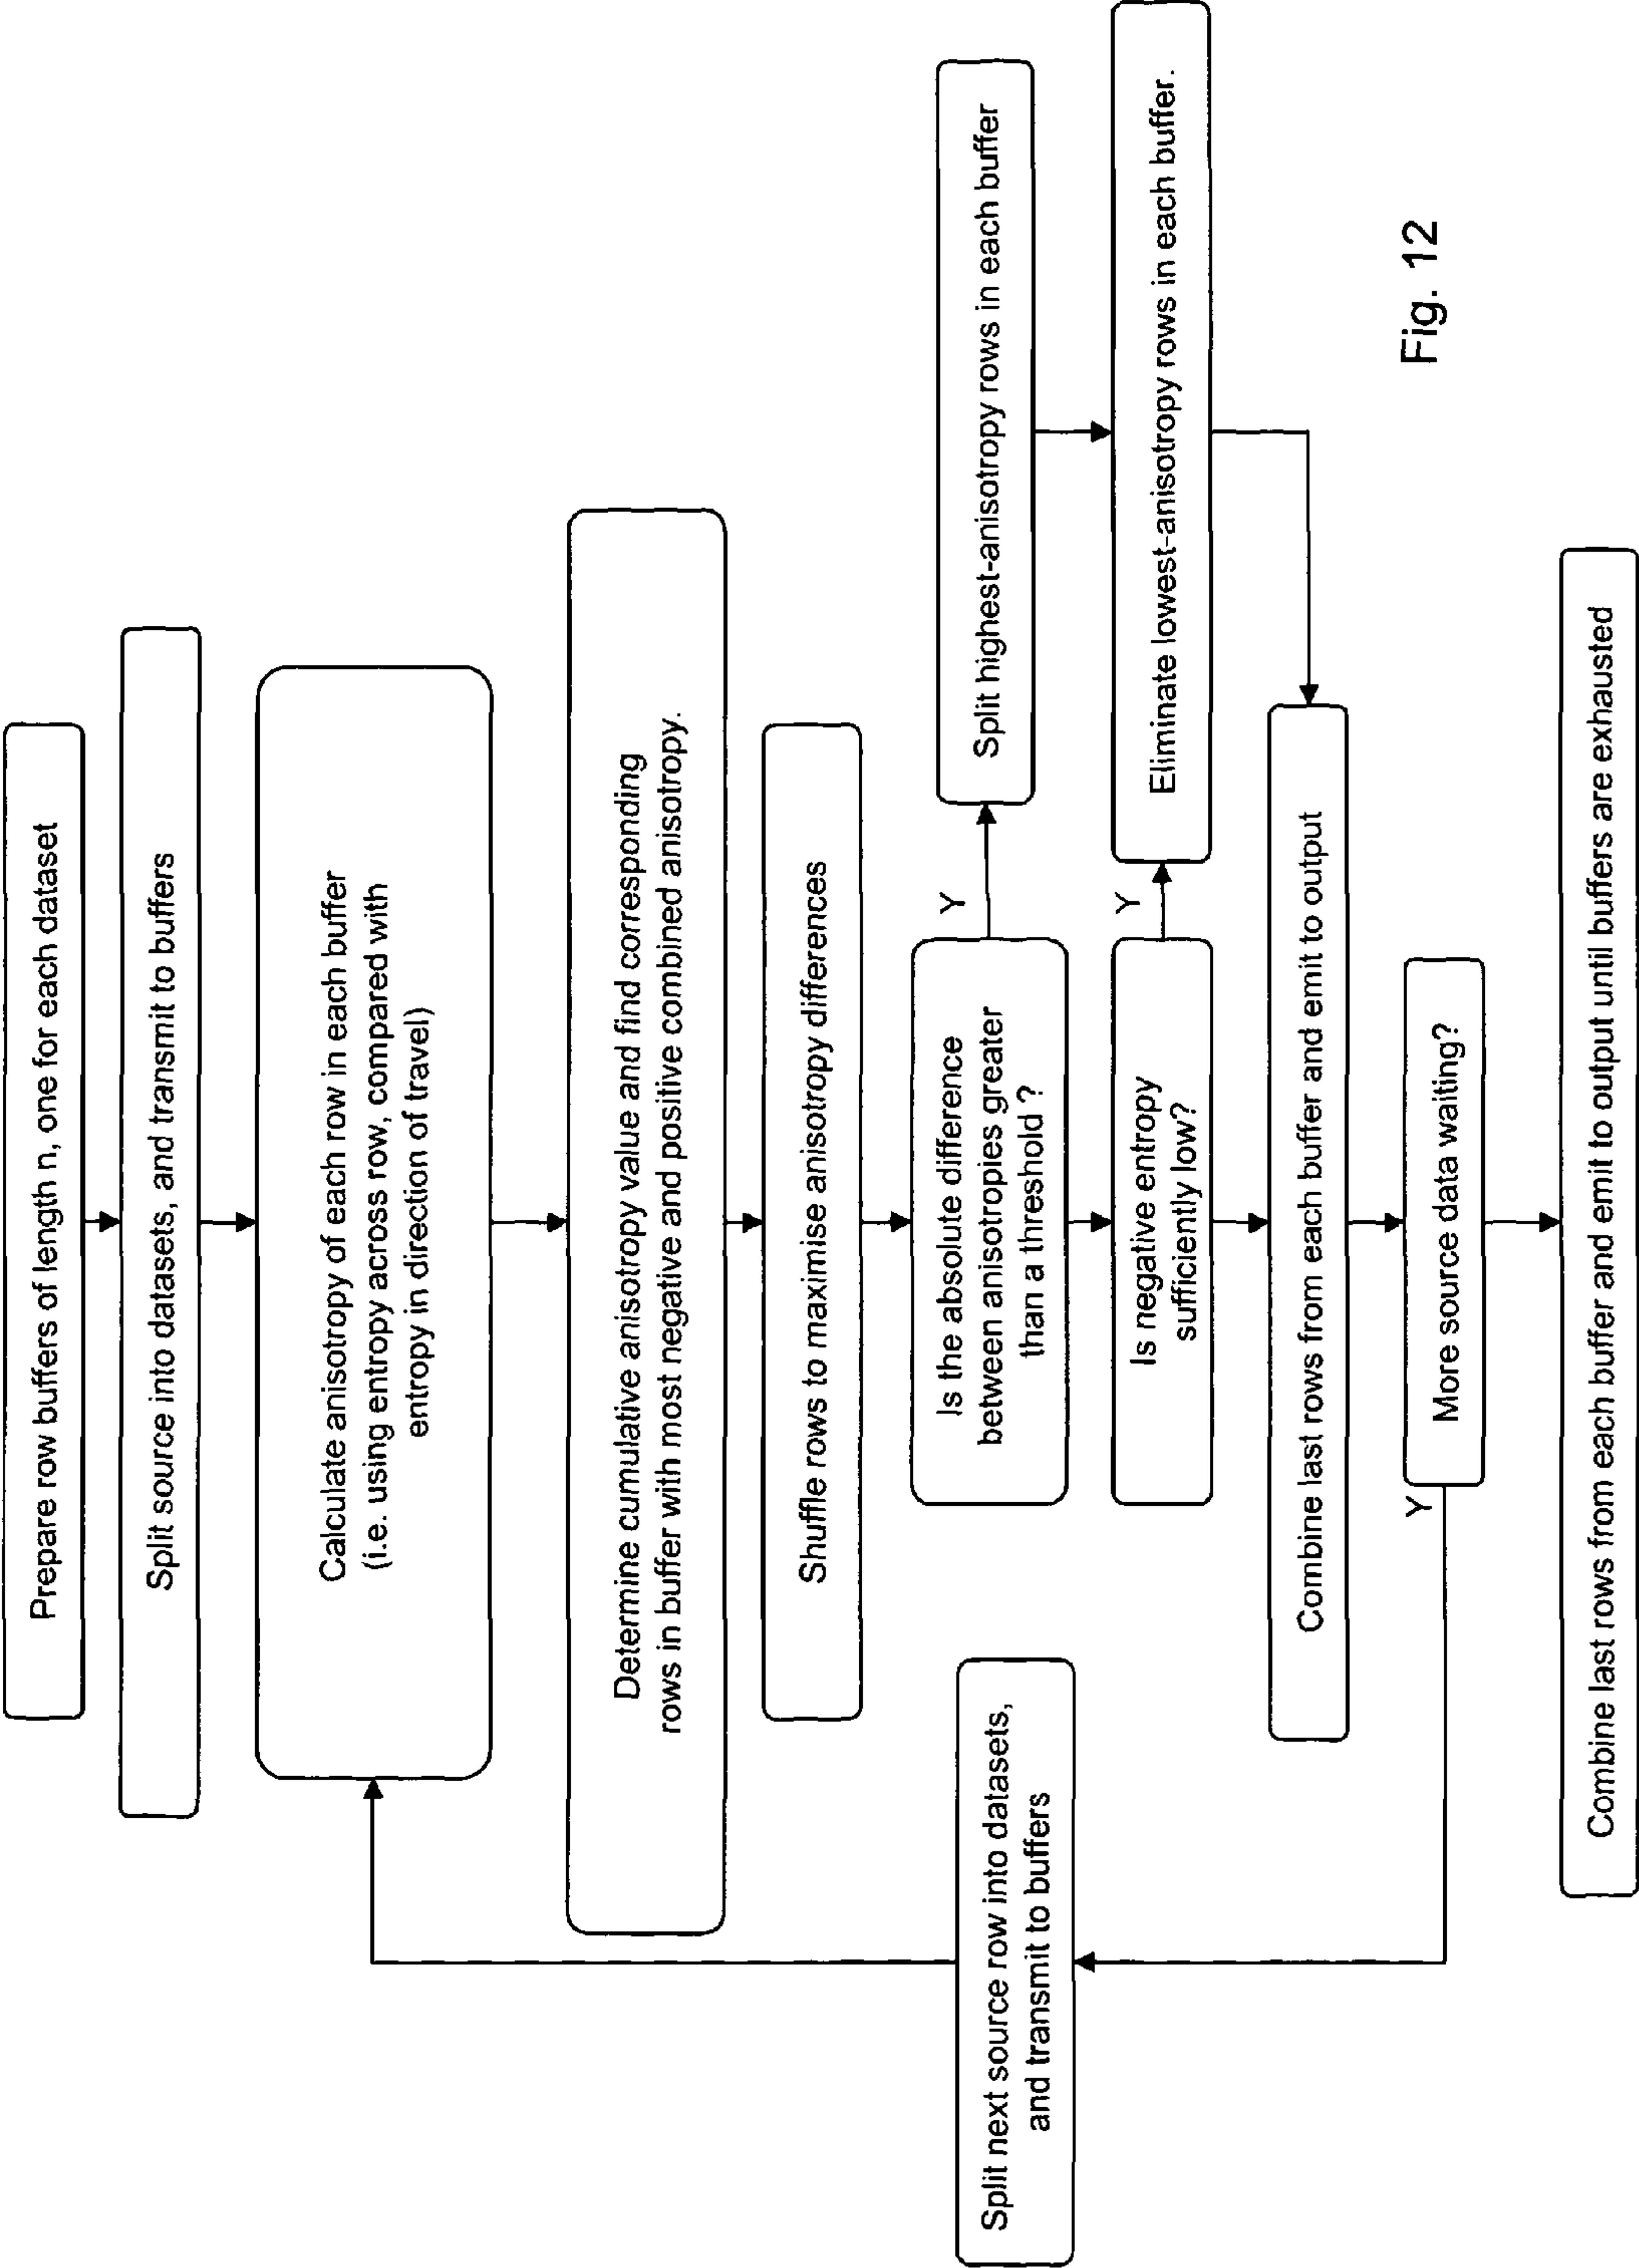 Prepare row buffers of length n, one for each dataset
Split source into datasets, and transmit to buffers
Calculate anisotropy of each row in each buffer
(i.e. using entropy across row, compared with
entropy in direction of travel)
Determine cumulative anisotropy value and find corresponding
rows in buffer with most negative and positive combined anisotropy.
Shuffle rows to maximise anisotropy differences
Is the absolute difference
between anisotropies greater
than a threshold ?
Y
Split highest-anisotropy rows in each buffer
Is negative entropy
sufficiently low?
Y
Eliminate lowest-anisotropy rows in each buffer.
Combine last rows from each buffer and emit to output
More source data waiting?
Y
Split next source row into datasets,
and transmit to buffers
Combine last rows from each buffer and emit to output until buffers are exhausted
Fig. 12